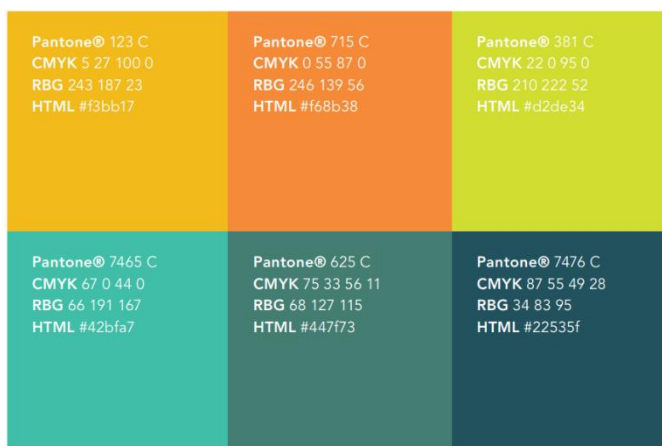 Pantone® 123 C
CMYK 5 27 100 0
RBG 243 187 23
HTML #f3bb17
Pantone® 715 C
CMYK 0 55 87 0
RBG 246 139 56
HTML #f68b38
Pantone® 381 C
CMYK 22 0 95 0
RBG 210 222 52
HTML #d2de34
Pantone® 7465 C
CMYK 67 0 44 0
RBG 66 191 167
HTML #42bfa7
Pantone® 625 C
CMYK 75 33 56 11
RBG 68 127 115
HTML #447f73
Pantone® 7476 C
CMYK 87 55 49 28
RBG 34 83 95
HTML #22535f